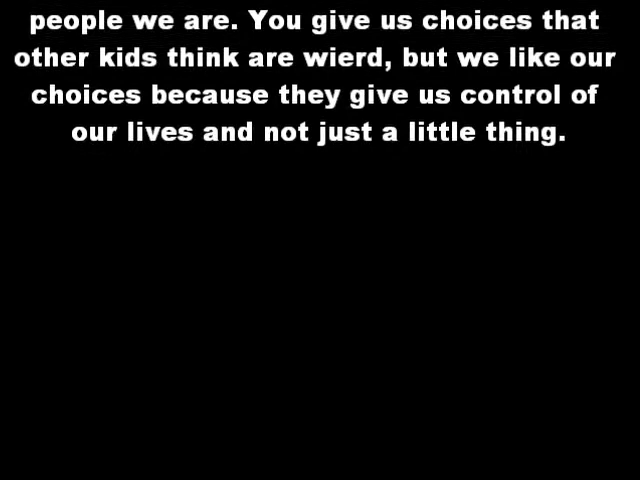 people we are. You give us choices that
other kids think are wierd, but we like our
choices because they give us control of
our lives and not just a little thing.